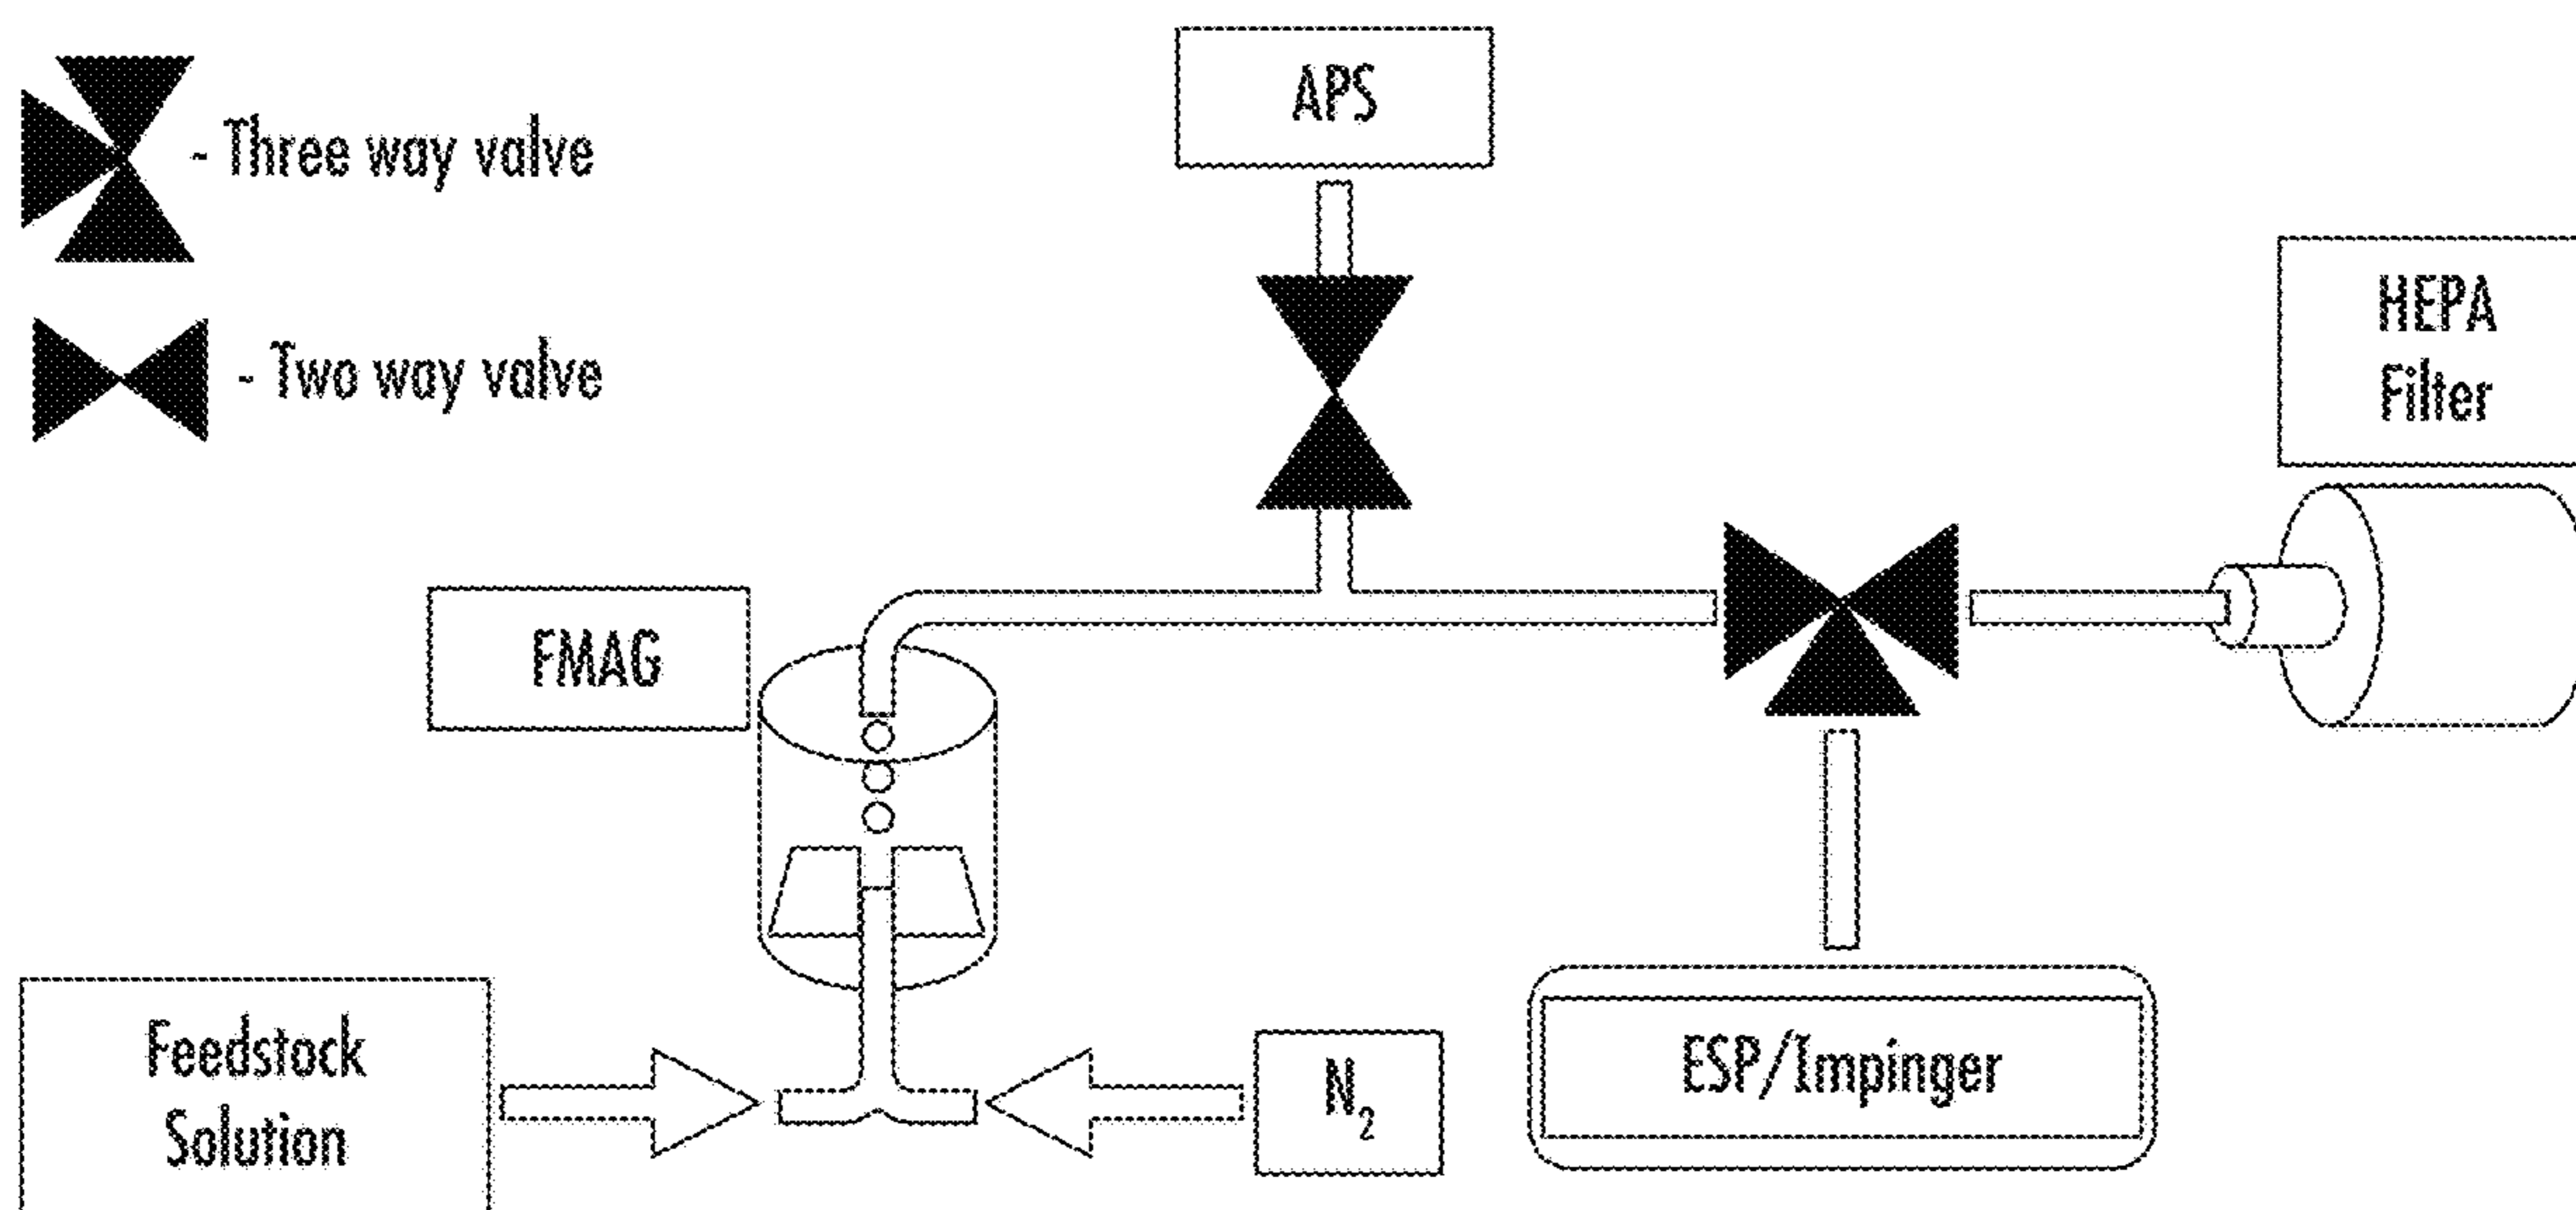 - Three way valve
- Two way valve
APS
HEPA
Filter
FMAG
Feedstock
Solution
N₂
ESP/Impinger